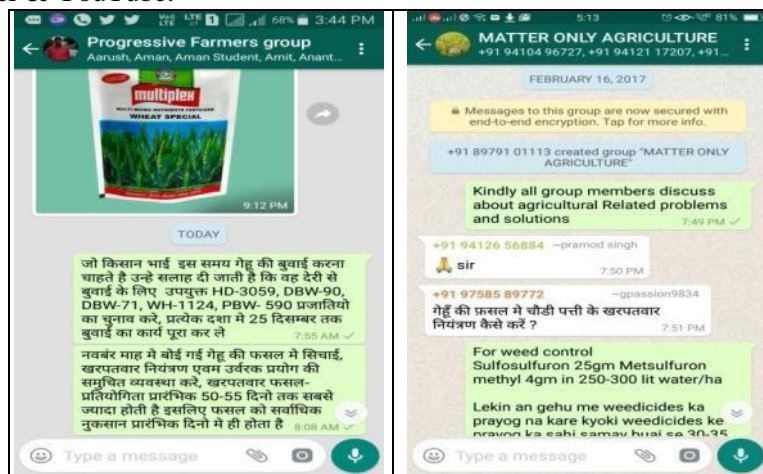 68% 3:44 PM
Progressive Farmers group
Aarush, Aman, Aman Student, Amit, Anant...
multiplex
MULTI MICRO NUTRIENTS FERTILIZER
WHEAT SPECIAL
9:12 PM
TODAY
जो किसान भाई इस समय गेहू की बुवाई करना
चाहते है उन्हे सलाह दी जाती है कि वह देरी से
बुवाई के लिए उपयुक्त HD-3059, DBW-90,
DBW-71, WH-1124, PBW- 590 प्रजातियो
का चुनाव करे, प्रत्येक दशा मे 25 दिसम्बर तक
बुवाई का कार्य पूरा कर ले
7:55 AM
नवबंर माह मे बोई गई गेहू की फसल मे सिचाई,
खरपतवार नियंत्रण एवम उर्वरक प्रयोग की
समुचित व्यवस्था करे, खरपतवार फसल-
प्रतियोगिता प्रारंभिक 50-55 दिनो तक सबसे
ज्यादा होती है इसलिए फसल को सर्वाधिक
नुकसान प्रारंभिक दिनो मे ही होता है
8:08 AM
Type a message
5:13 81%
MATTER ONLY AGRICULTURE
+91 94104 96727, +91 94121 17207, +91...
FEBRUARY 16, 2017
Messages to this group are now secured with
end-to-end encryption. Tap for more info.
+91 89791 01113 created group "MATTER ONLY
AGRICULTURE"
Kindly all group members discuss
about agricultural Related problems
and solutions
7:49 PM
+91 94126 56884 ~pramod singh
sir
7:50 PM
+91 97585 89772 ~gpassion9834
गेहूँ की फ़सल मे चौडी पत्ती के खरपतवार
नियंत्रण कैसे करें ?
7:51 PM
For weed control
Sulfosulfuron 25gm Metsulfuron
methyl 4gm in 250-300 lit water/ha
Lekin an gehu me weedicides ka
prayog na kare kyoki weedicides ke
prayog ka sahi samay buai se 30-35
Type a message